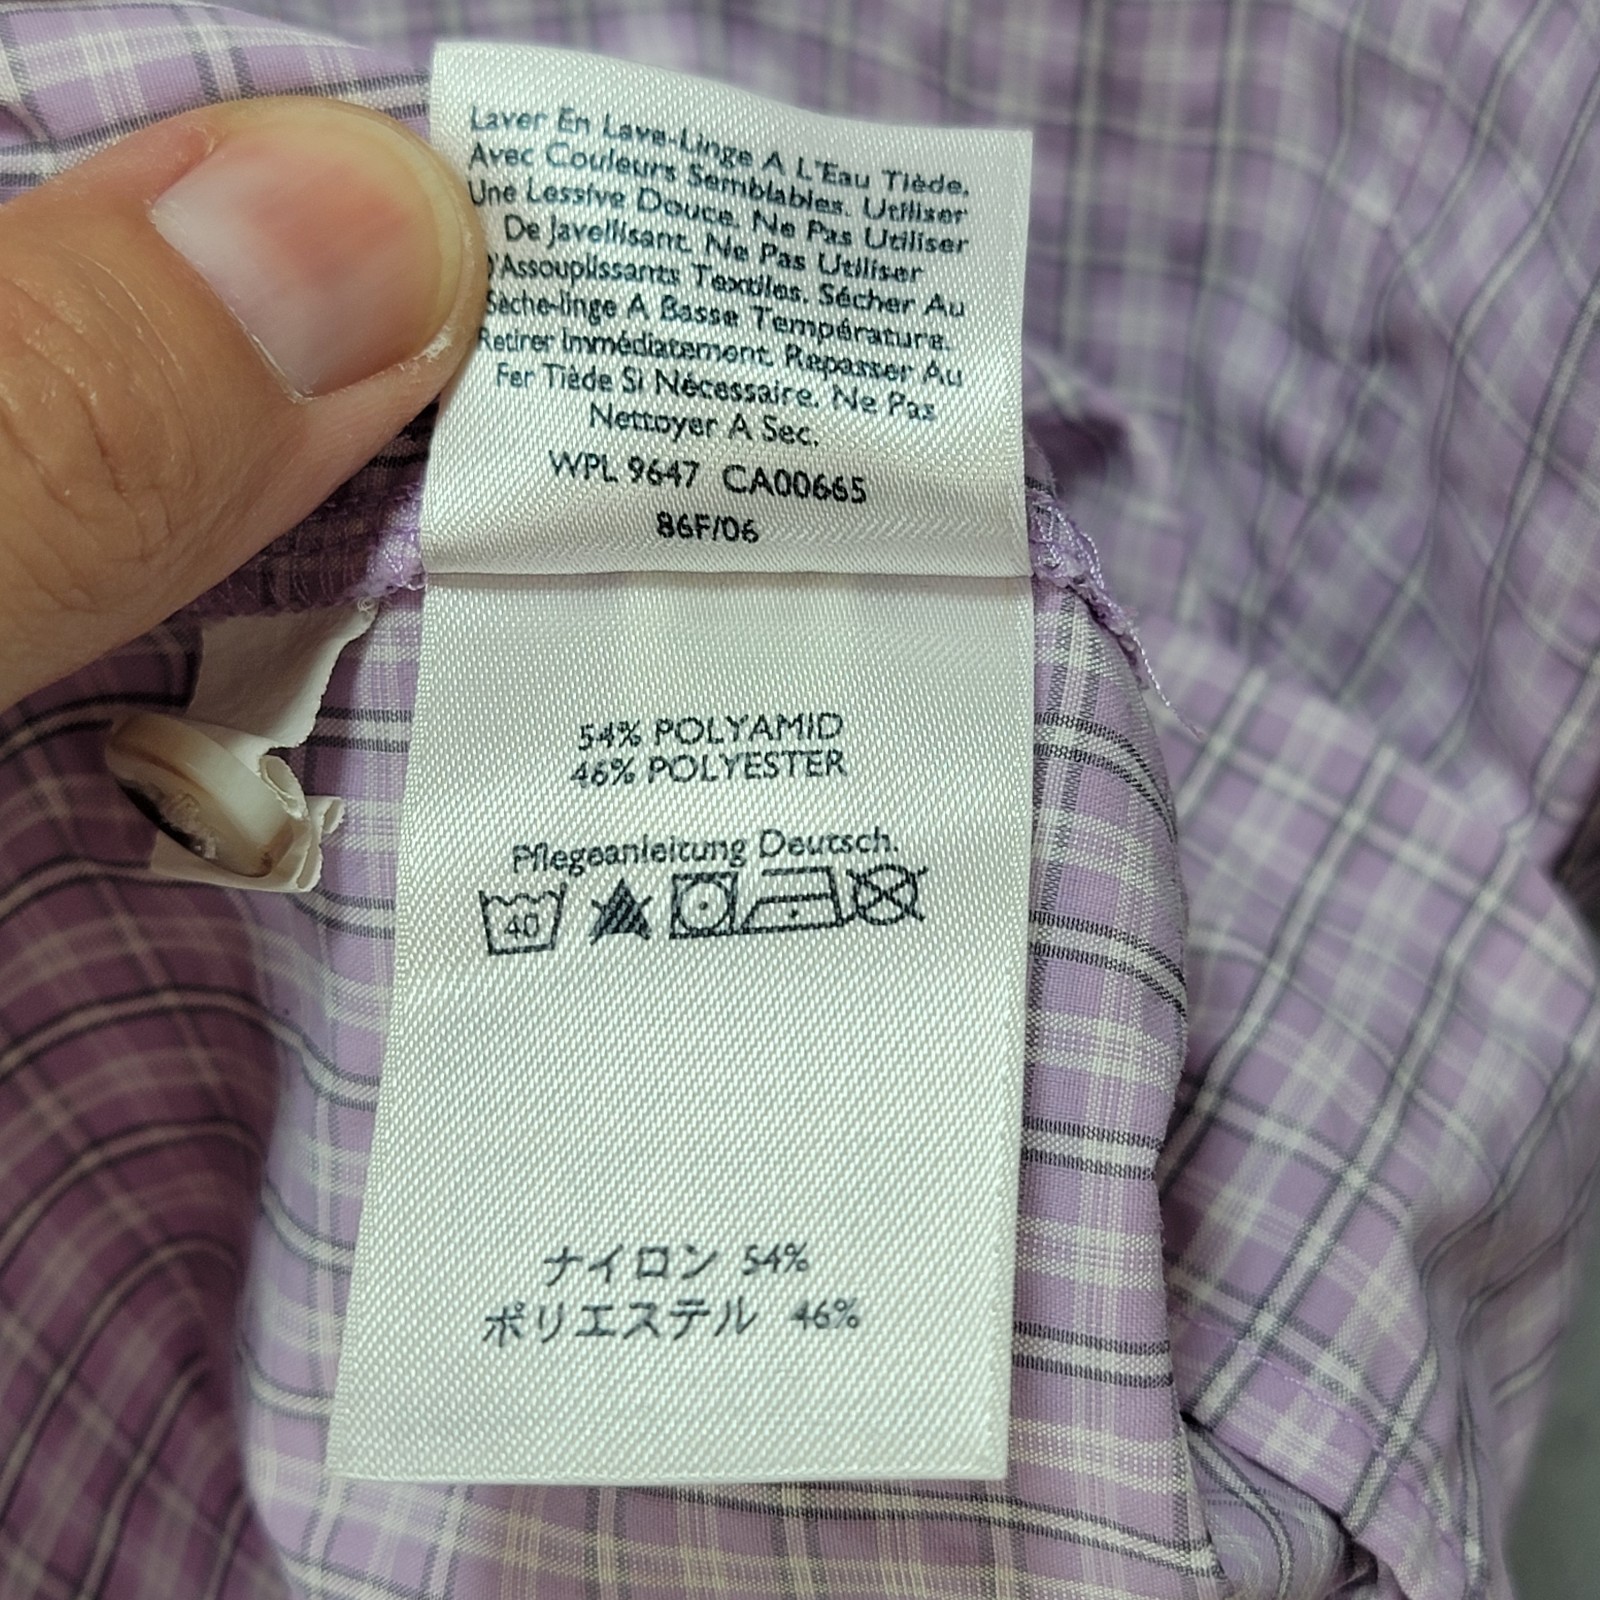 Laver En Lave-Linge A L'Eau Tiède.
Avec Couleurs Semblables. Utiliser
Une Lessive Douce. Ne Pas Utiliser
De Javellisant. Ne Pas Utiliser
D'Assouplissants Textiles. Sécher Au
Sèche-linge A Basse Température.
Retirer Immédiatement. Repasser Au
Fer Tiède Si Nécessaire. Ne Pas
Nettoyer A Sec.
WPL 9647 CA00665
86F/06
54% POLYAMID
46% POLYESTER
Pflegeanleitung Deutsch.
40
ナイロン 54%
ポリエステル 46%